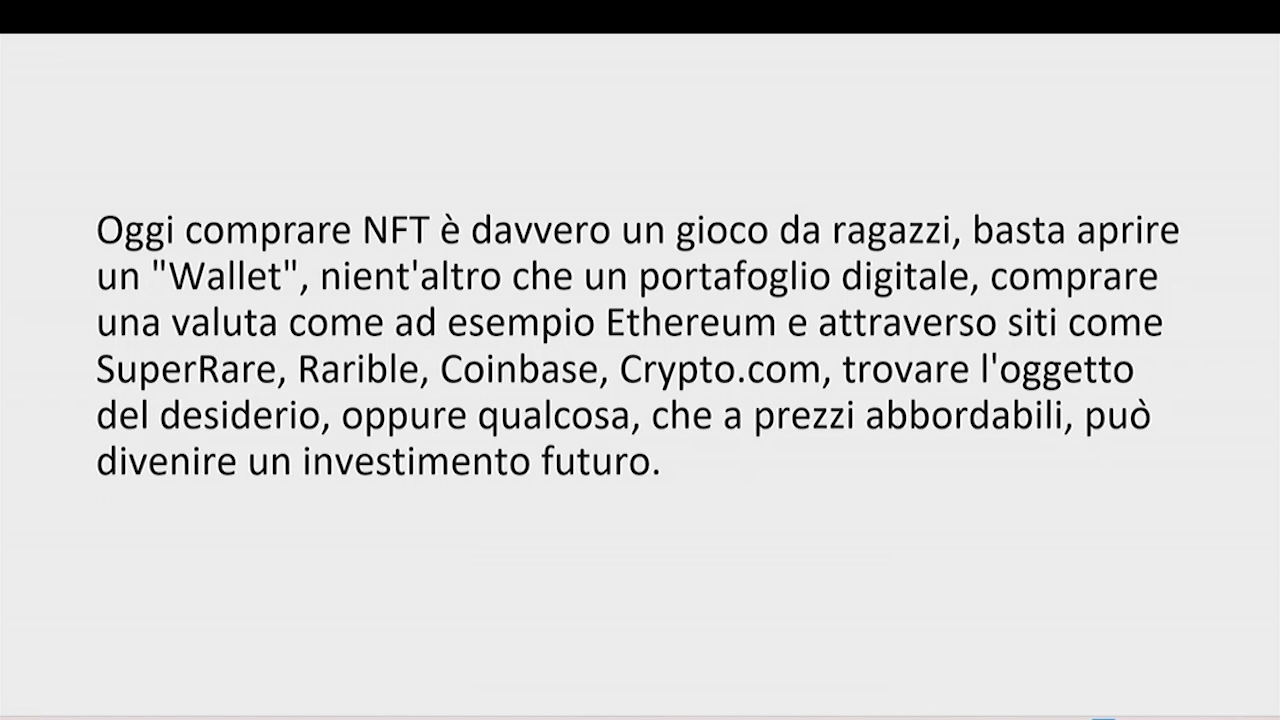 Oggi comprare NFT è davvero un gioco da ragazzi, basta aprire
un "Wallet", nient'altro che un portafoglio digitale, comprare
una valuta come ad esempio Ethereum e attraverso siti come
SuperRare, Rarible, Coinbase, Crypto.com, trovare l'oggetto
del desiderio, oppure qualcosa, che a prezzi abbordabili, può
divenire un investimento futuro.